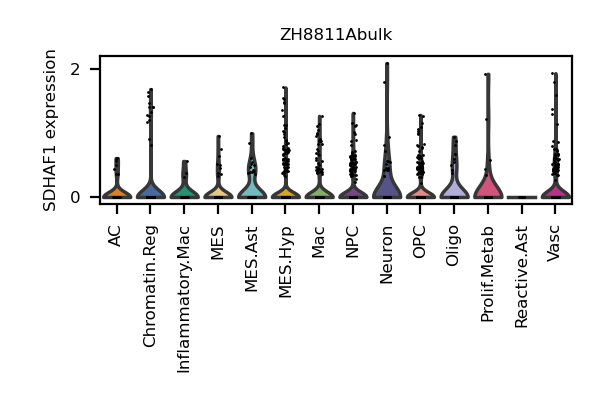 ZH8811Abulk
SDHAF1 expression
2
0
AC
Chromatin.Reg
Inflammatory.Mac
MES
MES.Ast
MES.Hyp
Mac
NPC
Neuron
OPC
Oligo
Prolif.Metab
Reactive.Ast
Vasc